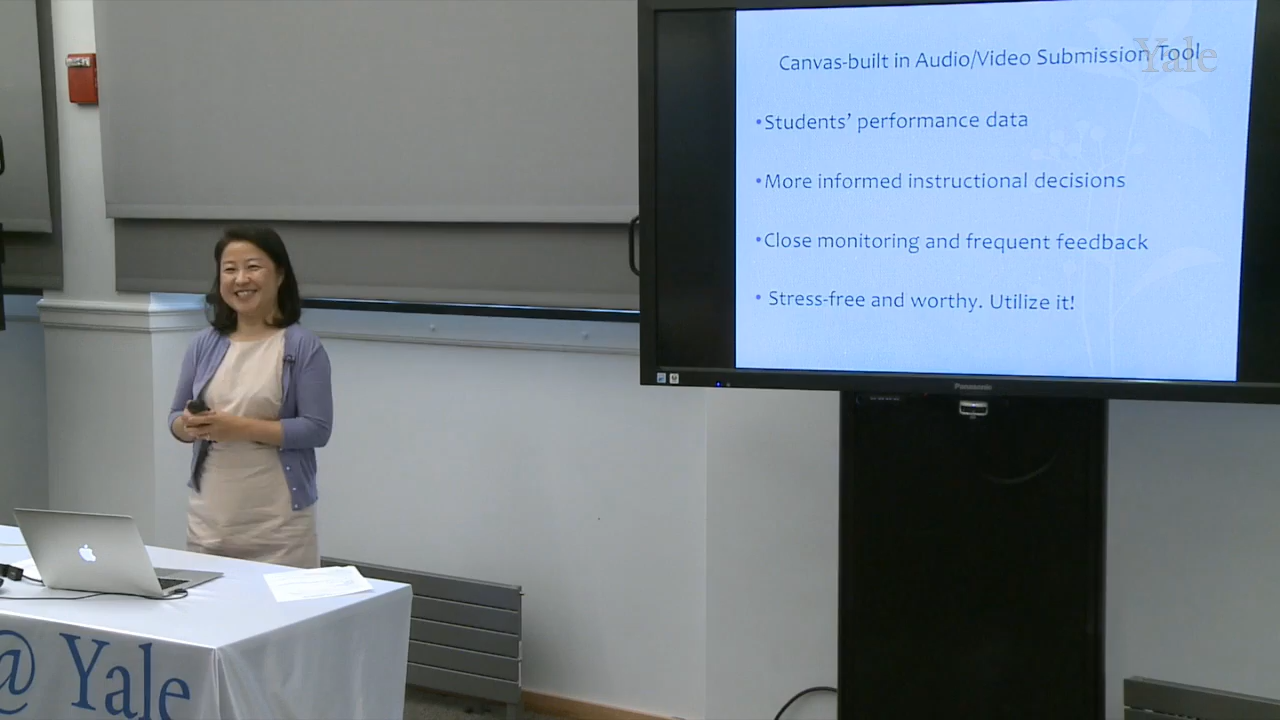 Canvas-built in Audio/Video Submission Tool
Yale
•Students' performance data
•More informed instructional decisions
•Close monitoring and frequent feedback
• Stress-free and worthy. Utilize it!
Panasonic
@ Yale